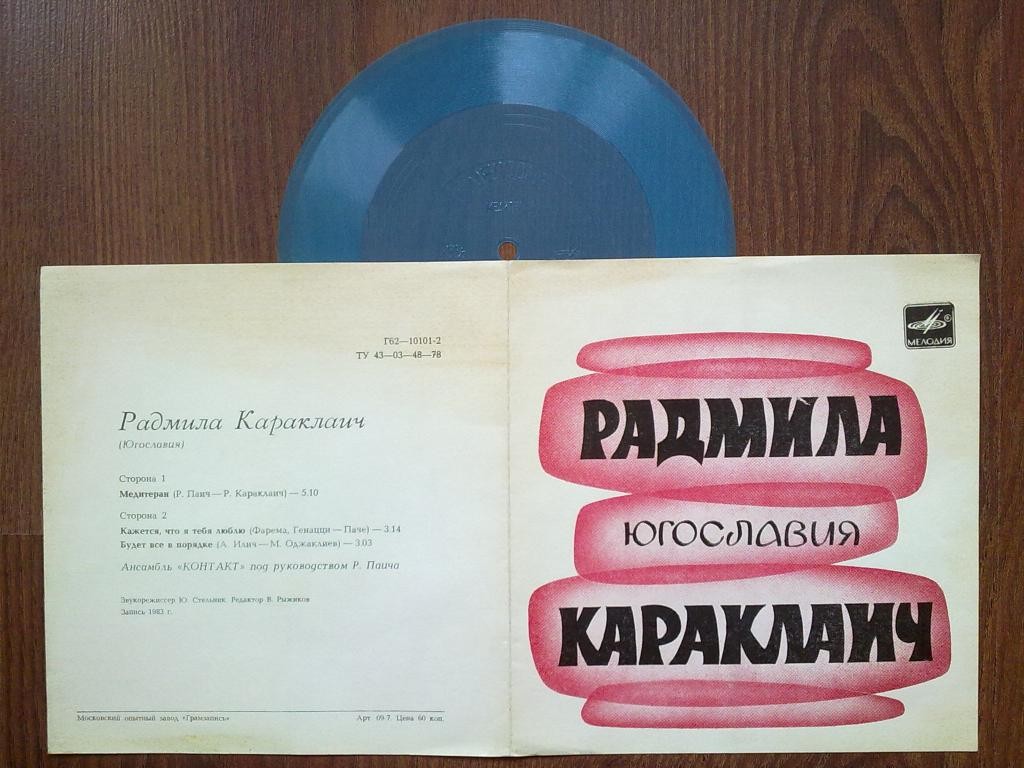 Г62—10101-2
ТУ 43—03—48—78
Радмила Караклаич
(Югославия)
Сторона 1
Медитеран (Р. Паич — Р. Караклаич) — 5.10
Сторона 2
Кажется, что я тебя люблю (Фарема, Генацци — Паче) — 3.14
Будет все в порядке (А. Илич — М. Оджаклиев) — 3.03
Ансамбль «КОНТАКТ» под руководством Р. Паича
Звукорежиссер Ю. Стельник. Редактор В. Рыжиков
Запись 1983 г.
Московский опытный завод «Грамзапись»
Арт. 09-7. Цена 60 коп.
МЕЛОДИЯ
РАДМИЛА
ЮГОСЛАВИЯ
КАРАКЛАИЧ